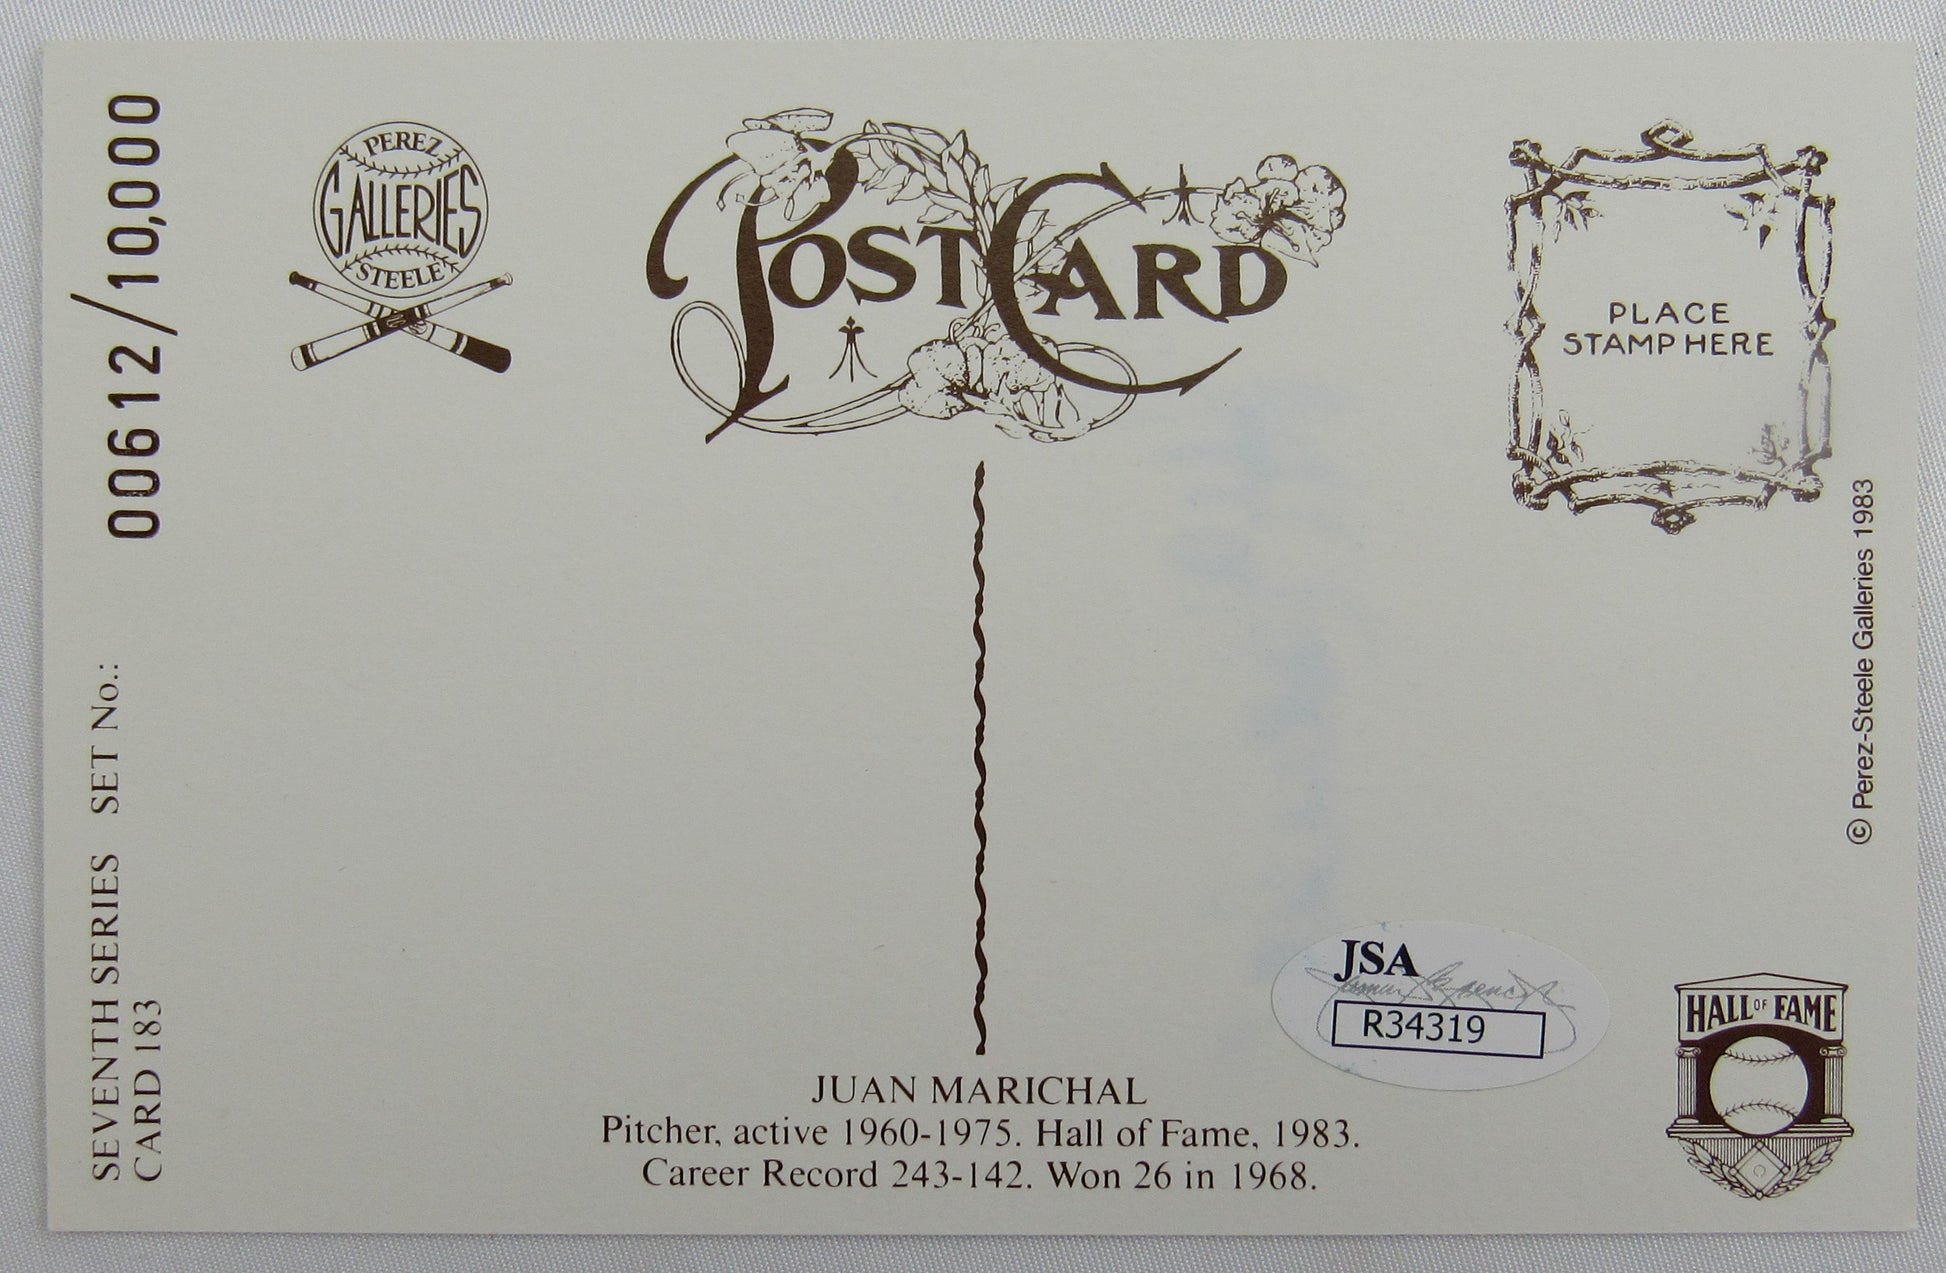 00612/10,000
PEREZ
GALLERIES
STEELE
POSTCARD
PLACE
STAMP HERE
© Perez-Steele Galleries 1983
SEVENTH SERIES SET No.:
CARD 183
JSA
R34319
HALL OF FAME
JUAN MARICHAL
Pitcher, active 1960-1975. Hall of Fame, 1983.
Career Record 243-142. Won 26 in 1968.